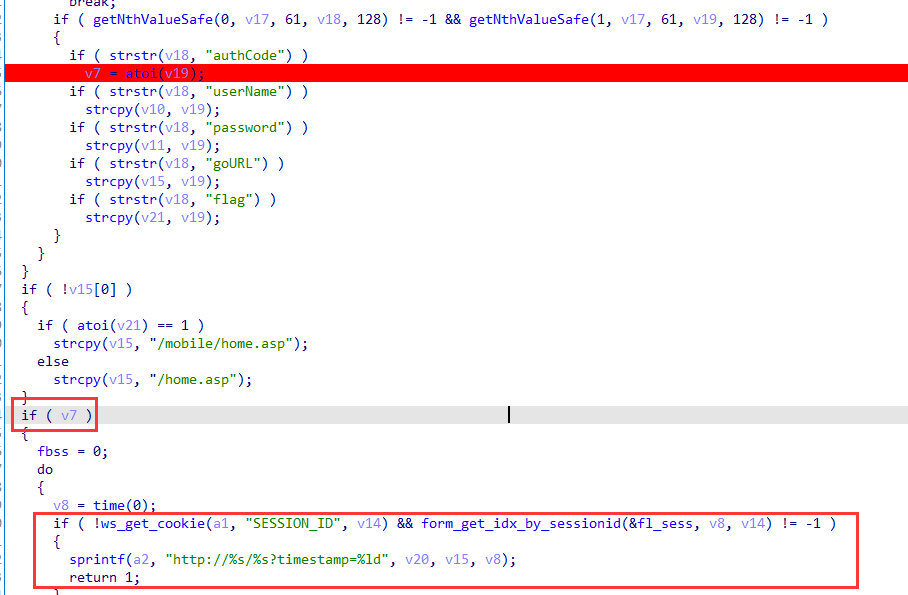 break;
if ( getNthValueSafe(0, v17, 61, v18, 128) != -1 && getNthValueSafe(1, v17, 61, v19, 128) != -1 )
{
if ( strstr(v18, "authCode") )
v7 = atoi(v19);
if ( strstr(v18, "userName") )
strcpy(v10, v19);
if ( strstr(v18, "password") )
strcpy(v11, v19);
if ( strstr(v18, "goURL") )
strcpy(v15, v19);
if ( strstr(v18, "flag") )
strcpy(v21, v19);
}
}
}
if ( !v15[0] )
{
if ( atoi(v21) == 1 )
strcpy(v15, "/mobile/home.asp");
else
strcpy(v15, "/home.asp");
}
if ( v7 )
{
fbss = 0;
do
{
v8 = time(0);
if ( !ws_get_cookie(a1, "SESSION_ID", v14) && form_get_idx_by_sessionid(&fl_sess, v8, v14) != -1 )
{
sprintf(a2, "http://%s/%s?timestamp=%ld", v20, v15, v8);
return 1;
}